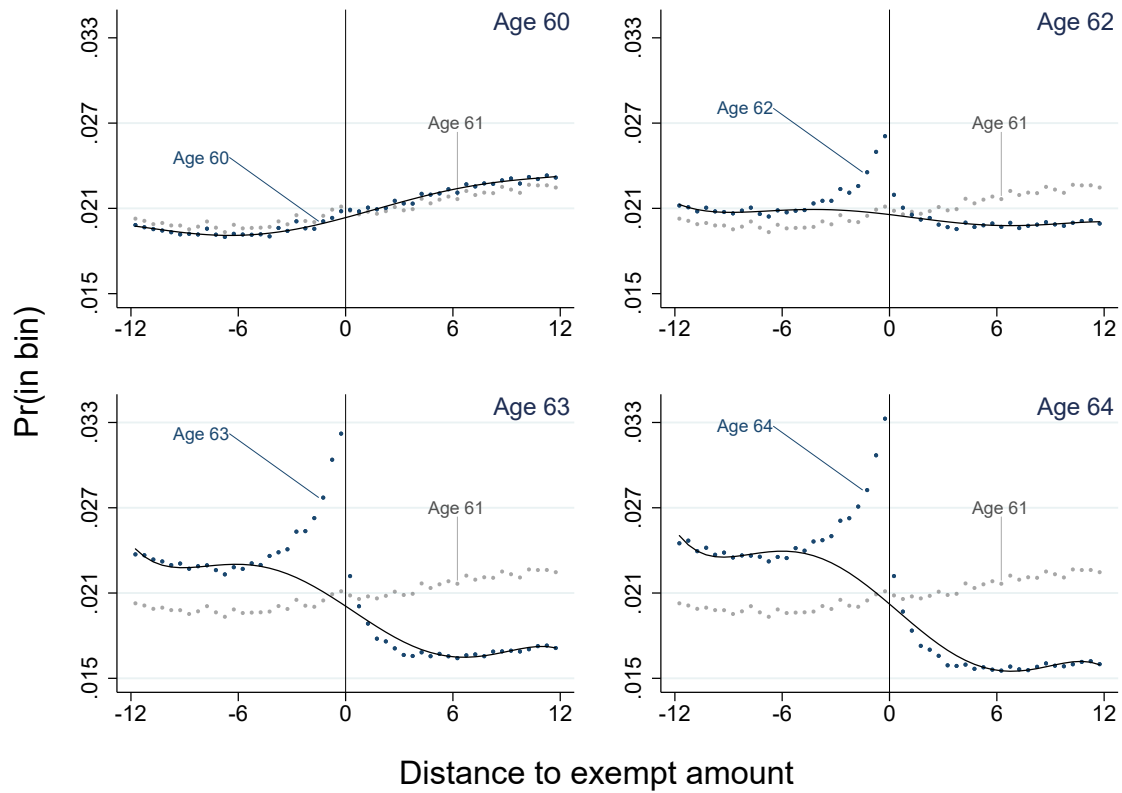 Pr(in bin)
Age 60
.033
.027
.021
.015
Age 60
Age 61
-12 -6 0 6 12
Age 62
.033
.027
.021
.015
Age 62
Age 61
-12 -6 0 6 12
Age 63
.033
.027
.021
.015
Age 63
Age 61
-12 -6 0 6 12
Age 64
.033
.027
.021
.015
Age 64
Age 61
-12 -6 0 6 12
Distance to exempt amount